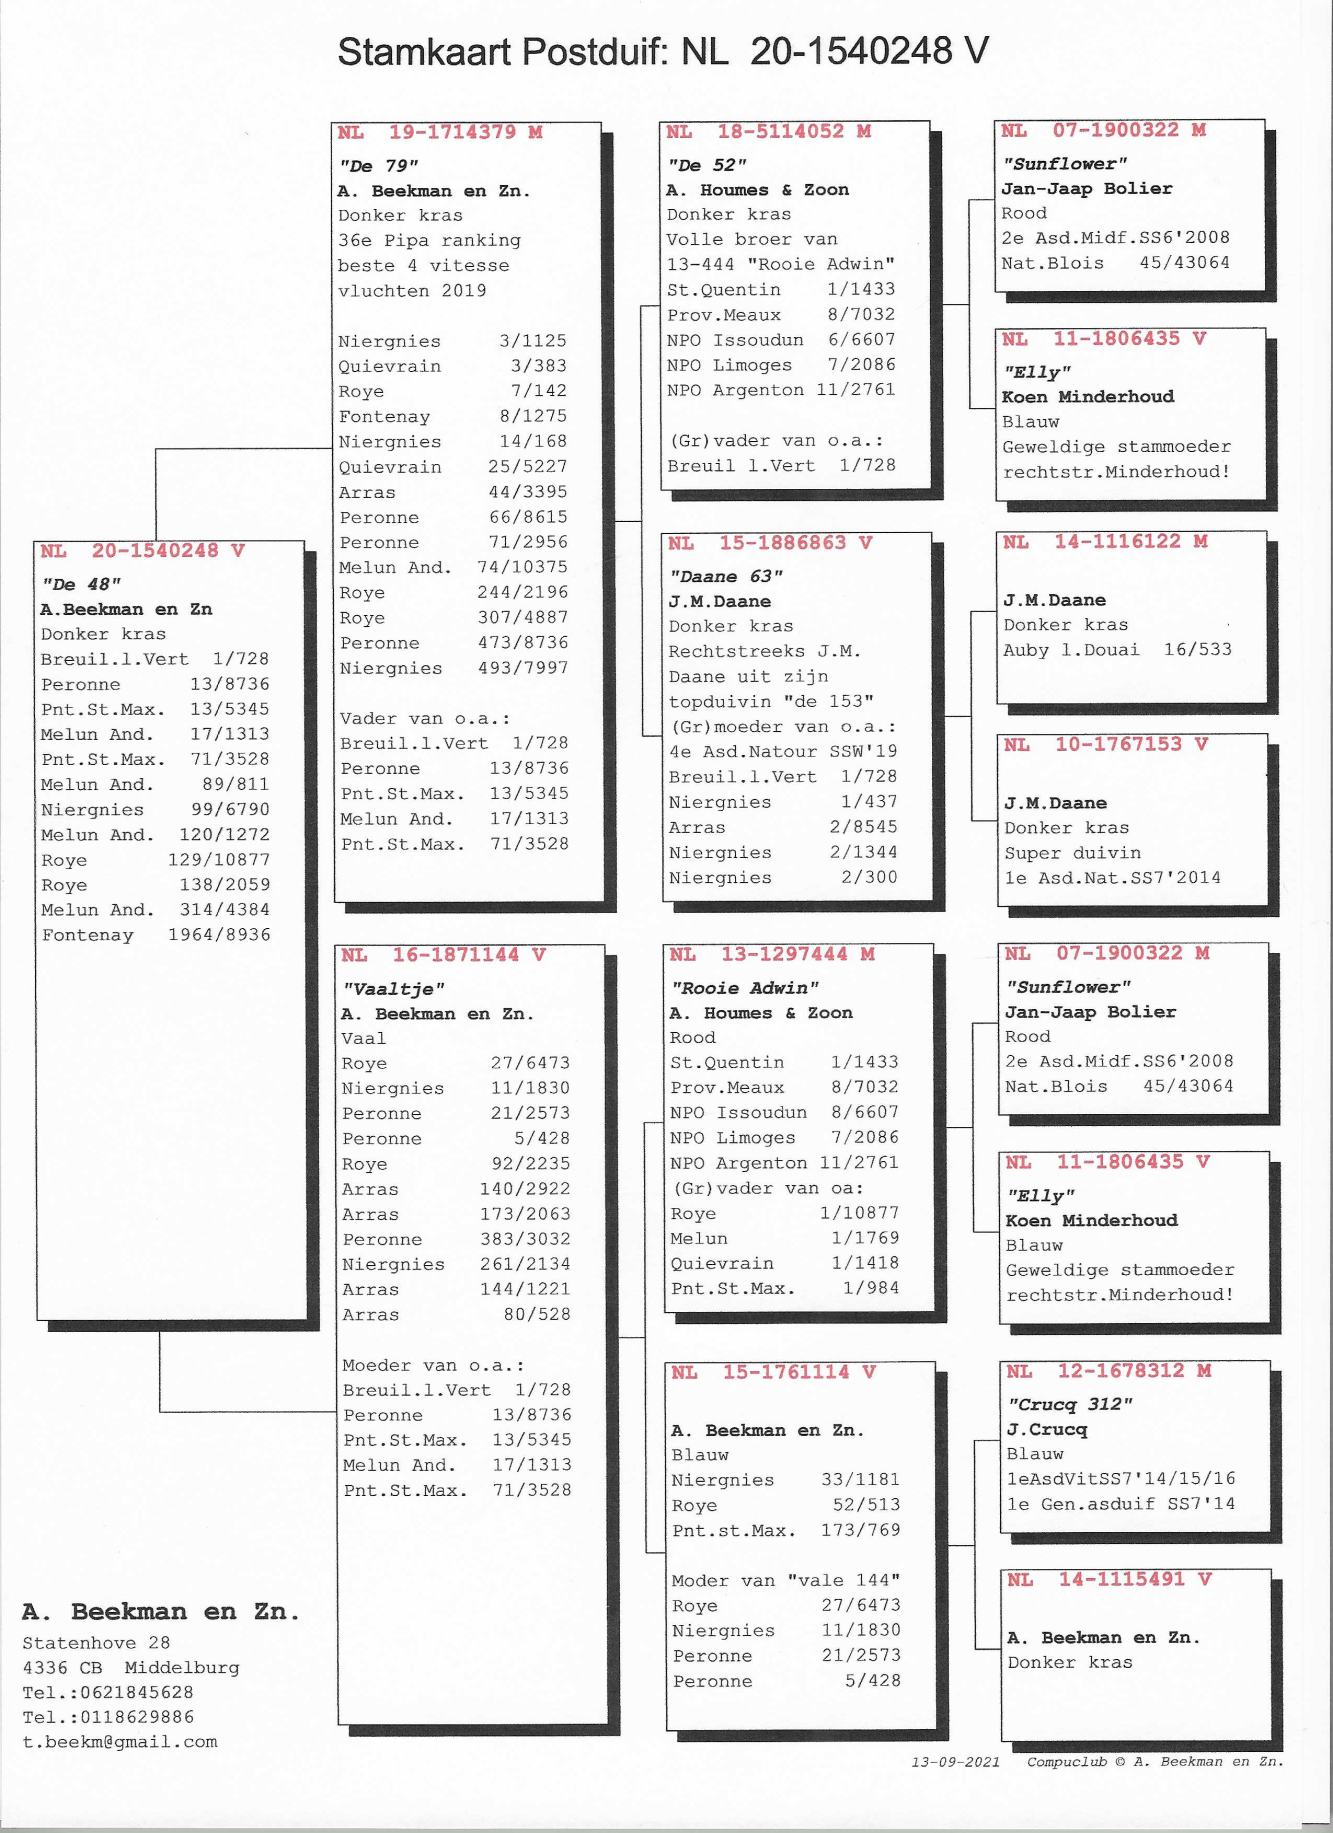 Stamkaart Postduif: NL 20-1540248 V
NL 20-1540248 V
"De 48"
A.Beekman en Zn
Donker kras
Breuil.l.Vert 1/728
Peronne 13/8736
Pnt.St.Max. 13/5345
Melun And. 17/1313
Pnt.St.Max. 71/3528
Melun And. 89/811
Niergnies 99/6790
Melun And. 120/1272
Roye 129/10877
Roye 138/2059
Melun And. 314/4384
Fontenay 1964/8936
NL 19-1714379 M
"De 79"
A. Beekman en Zn.
Donker kras
36e Pipa ranking
beste 4 vitesse
vluchten 2019
Niergnies 3/1125
Quievrain 3/383
Roye 7/142
Fontenay 8/1275
Niergnies 14/168
Quievrain 25/5227
Arras 44/3395
Peronne 66/8615
Peronne 71/2956
Melun And. 74/10375
Roye 244/2196
Roye 307/4887
Peronne 473/8736
Niergnies 493/7997
Vader van o.a.:
Breuil.l.Vert 1/728
Peronne 13/8736
Pnt.St.Max. 13/5345
Melun And. 17/1313
Pnt.St.Max. 71/3528
NL 16-1871144 V
"Vaaltje"
A. Beekman en Zn.
Vaal
Roye 27/6473
Niergnies 11/1830
Peronne 21/2573
Peronne 5/428
Roye 92/2235
Arras 140/2922
Arras 173/2063
Peronne 383/3032
Niergnies 261/2134
Arras 144/1221
Arras 80/528
Moeder van o.a.:
Breuil.l.Vert 1/728
Peronne 13/8736
Pnt.St.Max. 13/5345
Melun And. 17/1313
Pnt.St.Max. 71/3528
NL 18-5114052 M
"De 52"
A. Houmes & Zoon
Donker kras
Volle broer van
13-444 "Rooie Adwin"
St.Quentin 1/1433
Prov.Meaux 8/7032
NPO Issoudun 6/6607
NPO Limoges 7/2086
NPO Argenton 11/2761
(Gr)vader van o.a.:
Breuil l.Vert 1/728
NL 15-1886863 V
"Daane 63"
J.M.Daane
Donker kras
Rechtstreeks J.M.
Daane uit zijn
topduivin "de 153"
(Gr)moeder van o.a.:
4e Asd.Natour SSW'19
Breuil.l.Vert 1/728
Niergnies 1/437
Arras 2/8545
Niergnies 2/1344
Niergnies 2/300
NL 13-1297444 M
"Rooie Adwin"
A. Houmes & Zoon
Rood
St.Quentin 1/1433
Prov.Meaux 8/7032
NPO Issoudun 8/6607
NPO Limoges 7/2086
NPO Argenton 11/2761
(Gr)vader van oa:
Roye 1/10877
Melun 1/1769
Quievrain 1/1418
Pnt.St.Max. 1/984
NL 15-1761114 V
A. Beekman en Zn.
Blauw
Niergnies 33/1181
Roye 52/513
Pnt.st.Max. 173/769
Moder van "vale 144"
Roye 27/6473
Niergnies 11/1830
Peronne 21/2573
Peronne 5/428
NL 07-1900322 M
"Sunflower"
Jan-Jaap Bolier
Rood
2e Asd.Midf.SS6'2008
Nat.Blois 45/43064
NL 11-1806435 V
"Elly"
Koen Minderhoud
Blauw
Geweldige stammoeder
rechtstr.Minderhoud!
NL 14-1116122 M
J.M.Daane
Donker kras
Auby l.Douai 16/533
NL 10-1767153 V
J.M.Daane
Donker kras
Super duivin
1e Asd.Nat.SS7'2014
NL 07-1900322 M
"Sunflower"
Jan-Jaap Bolier
Rood
2e Asd.Midf.SS6'2008
Nat.Blois 45/43064
NL 11-1806435 V
"Elly"
Koen Minderhoud
Blauw
Geweldige stammoeder
rechtstr.Minderhoud!
NL 12-1678312 M
"Crucq 312"
J.Crucq
Blauw
1eAsdVitSS7'14/15/16
1e Gen.asduif SS7'14
NL 14-1115491 V
A. Beekman en Zn.
Donker kras
A. Beekman en Zn.
Statenhove 28
4336 CB Middelburg
Tel.:0621845628
Tel.:0118629886
t.beekm@gmail.com
13-09-2021 Compuclub © A. Beekman en Zn.